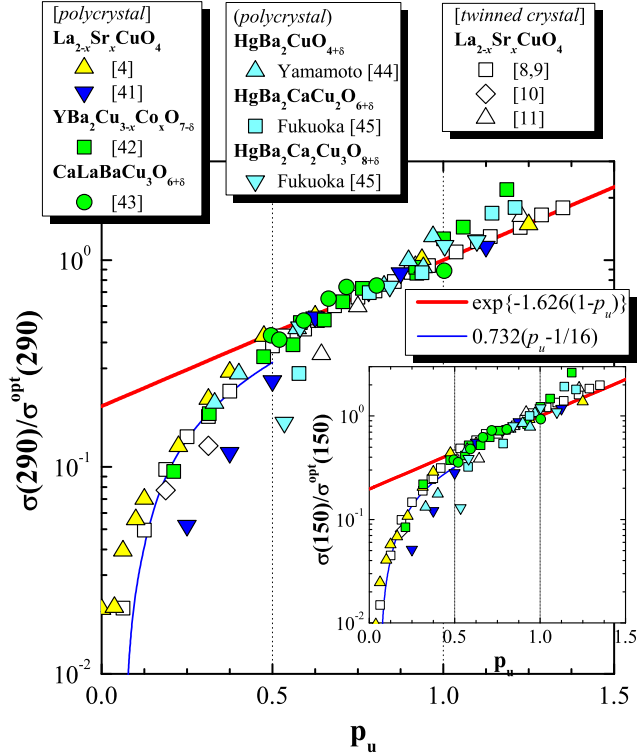 [polycrystal]
La2-xSrxCuO4
[4]
[41]
YBa2Cu3-xCoxO7-δ
[42]
CaLaBaCu3O6+δ
[43]
(polycrystal)
HgBa2CuO4+δ
Yamamoto [44]
HgBa2CaCu2O6+δ
Fukuoka [45]
HgBa2Ca2Cu3O8+δ
Fukuoka [45]
[twinned crystal]
La2-xSrxCuO4
[8,9]
[10]
[11]
σ(290)/σopt(290)
10^0
10^-1
10^-2
exp{-1.626(1-pu)}
0.732(pu-1/16)
σ(150)/σopt(150)
10^0
10^-1
10^-2
0.0
0.5
1.0
1.5
pu
0.0
0.5
1.0
1.5
pu